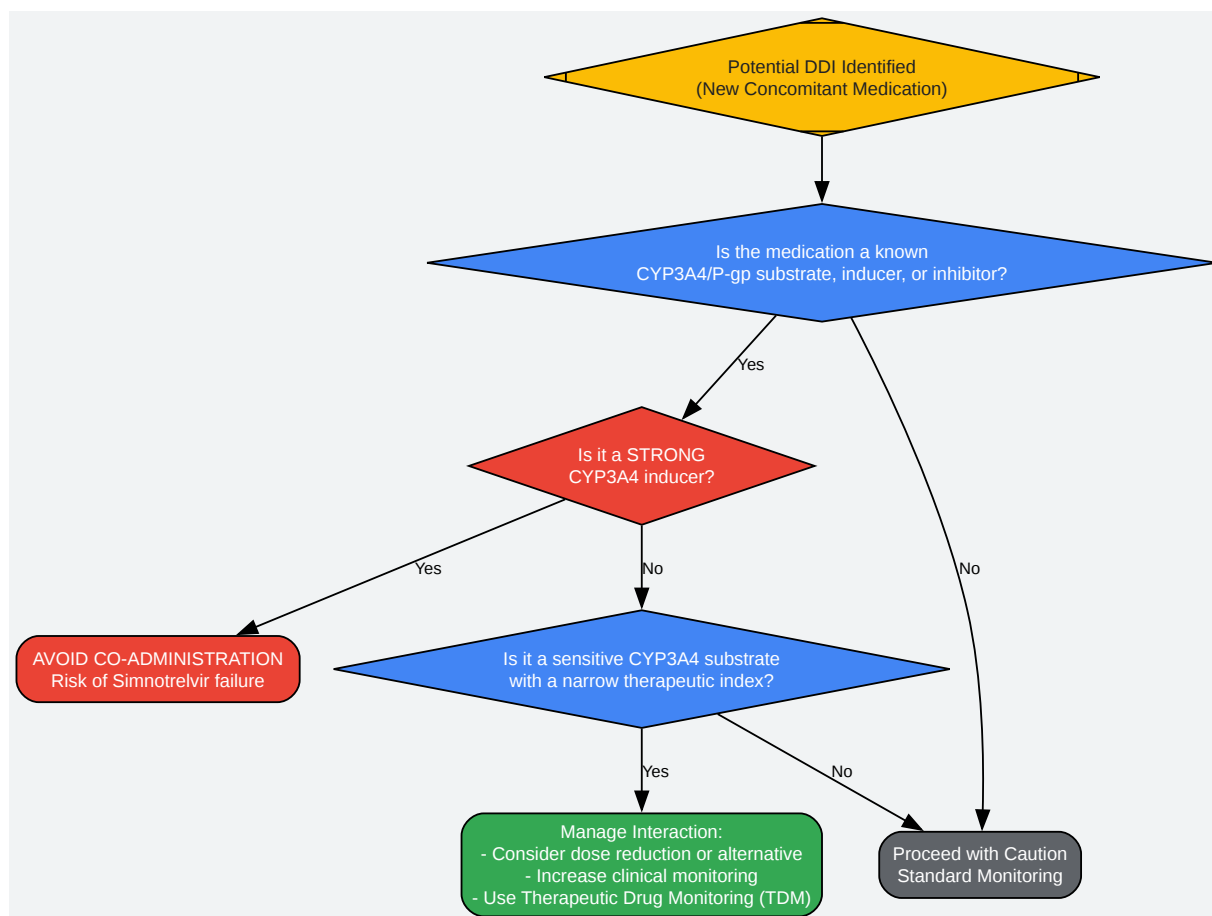 Potential DDI Identified
(New Concomitant Medication)
Is the medication a known
CYP3A4/P-gp substrate, inducer, or inhibitor?
Yes
Is it a STRONG
CYP3A4 inducer?
Yes
No
No
AVOID CO-ADMINISTRATION
Risk of Simnotrelvir failure
Is it a sensitive CYP3A4 substrate
with a narrow therapeutic index?
Yes
No
Manage Interaction:
- Consider dose reduction or alternative
- Increase clinical monitoring
- Use Therapeutic Drug Monitoring (TDM)
Proceed with Caution
Standard Monitoring